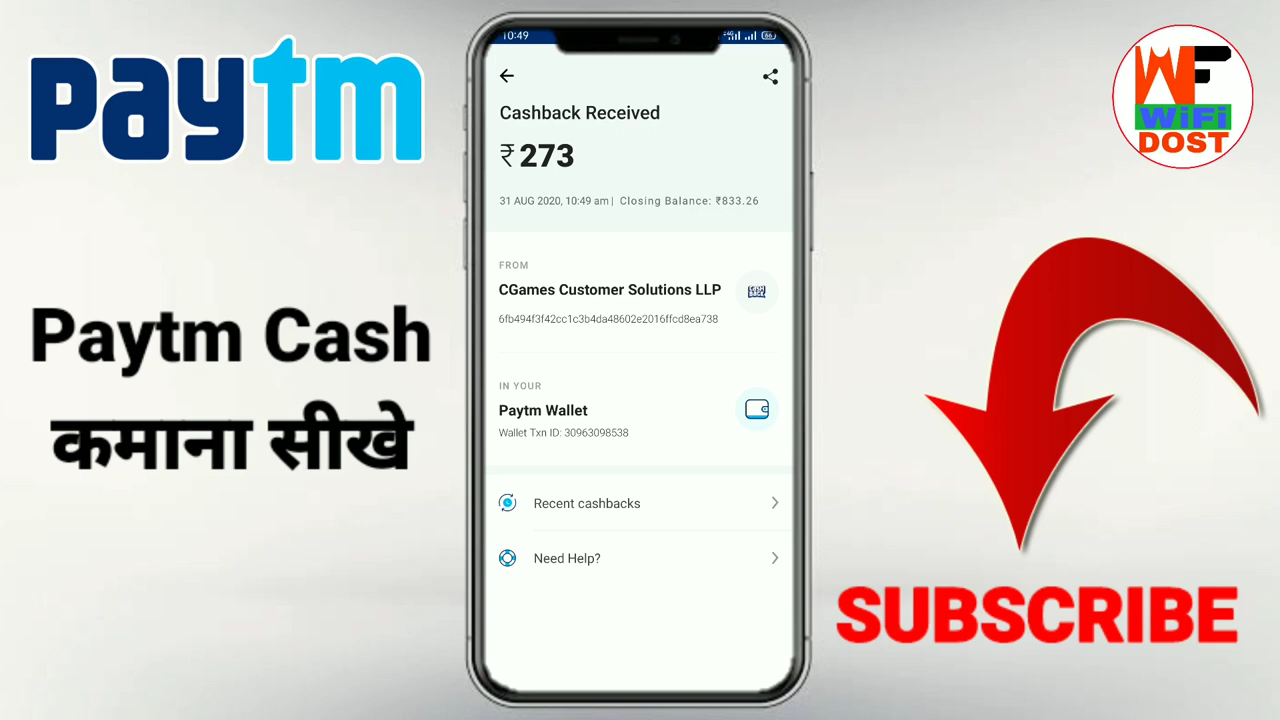 paytm
Paytm Cash
कमाना सीखे
10:49
Cashback Received
₹273
31 AUG 2020, 10:49 am | Closing Balance: ₹833.26
FROM
CGames Customer Solutions LLP
6fb494f3f42cc1c3b4da48602e2016ffcd8ea738
IN YOUR
Paytm Wallet
Wallet Txn ID: 30963098538
Recent cashbacks
Need Help?
WF
WiFi
DOST
SUBSCRIBE